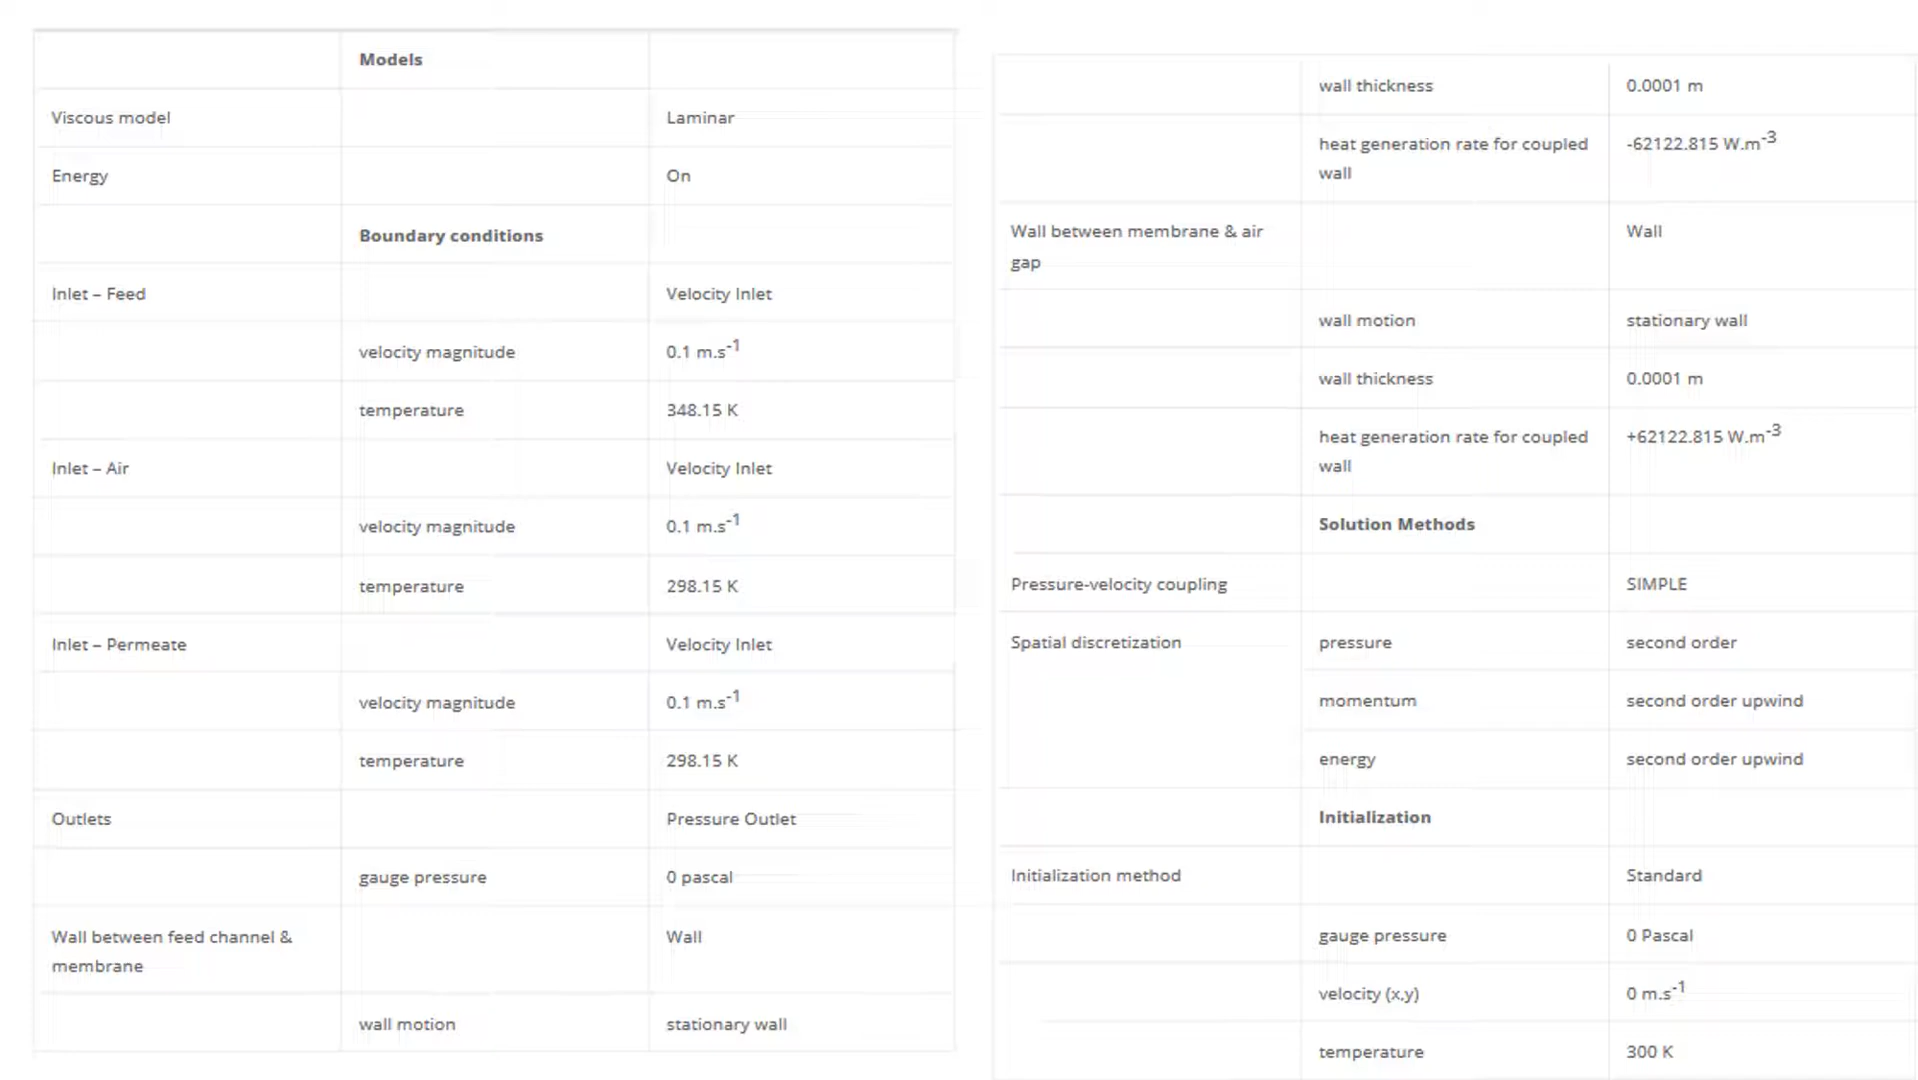 Models
Viscous model Laminar
Energy On
Boundary conditions
Inlet – Feed Velocity Inlet
velocity magnitude 0.1 m.s-1
temperature 348.15 K
Inlet – Air Velocity Inlet
velocity magnitude 0.1 m.s-1
temperature 298.15 K
Inlet – Permeate Velocity Inlet
velocity magnitude 0.1 m.s-1
temperature 298.15 K
Outlets Pressure Outlet
gauge pressure 0 pascal
Wall between feed channel & Wall
membrane
wall motion stationary wall
wall thickness 0.0001 m
heat generation rate for coupled -62122.815 W.m-3
wall
Wall between membrane & air Wall
gap
wall motion stationary wall
wall thickness 0.0001 m
heat generation rate for coupled +62122.815 W.m-3
wall
Solution Methods
Pressure-velocity coupling SIMPLE
Spatial discretization pressure second order
momentum second order upwind
energy second order upwind
Initialization
Initialization method Standard
gauge pressure 0 Pascal
velocity (x,y) 0 m.s-1
temperature 300 K